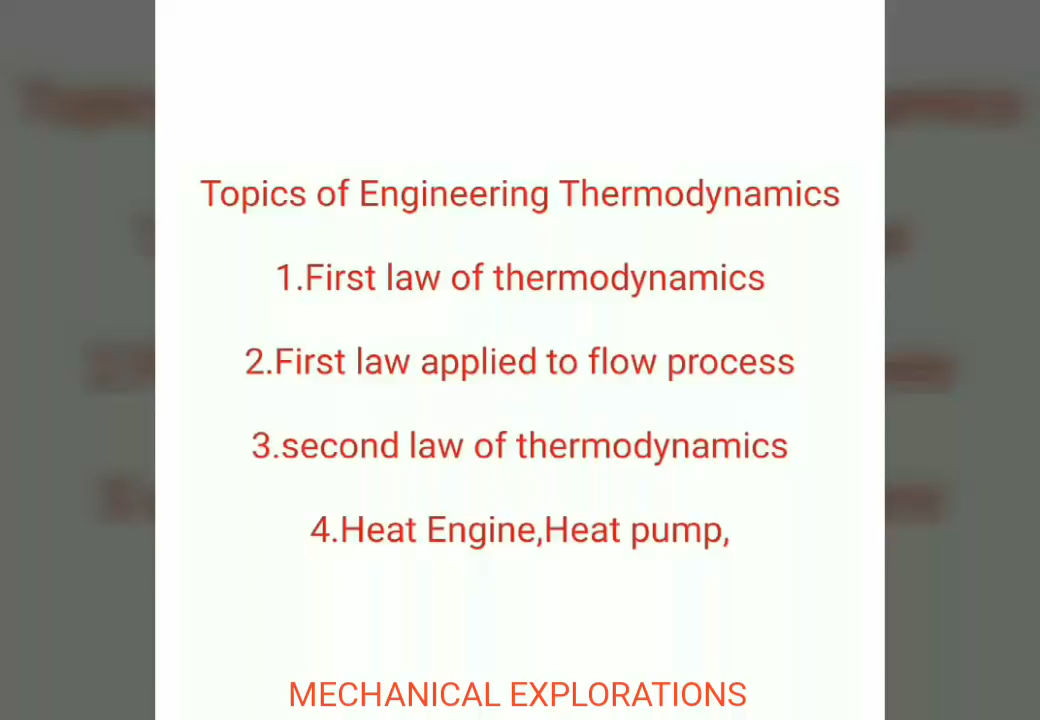 Topics of Engineering Thermodynamics
1.First law of thermodynamics
2.First law applied to flow process
3.second law of thermodynamics
4.Heat Engine,Heat pump,
MECHANICAL EXPLORATIONS